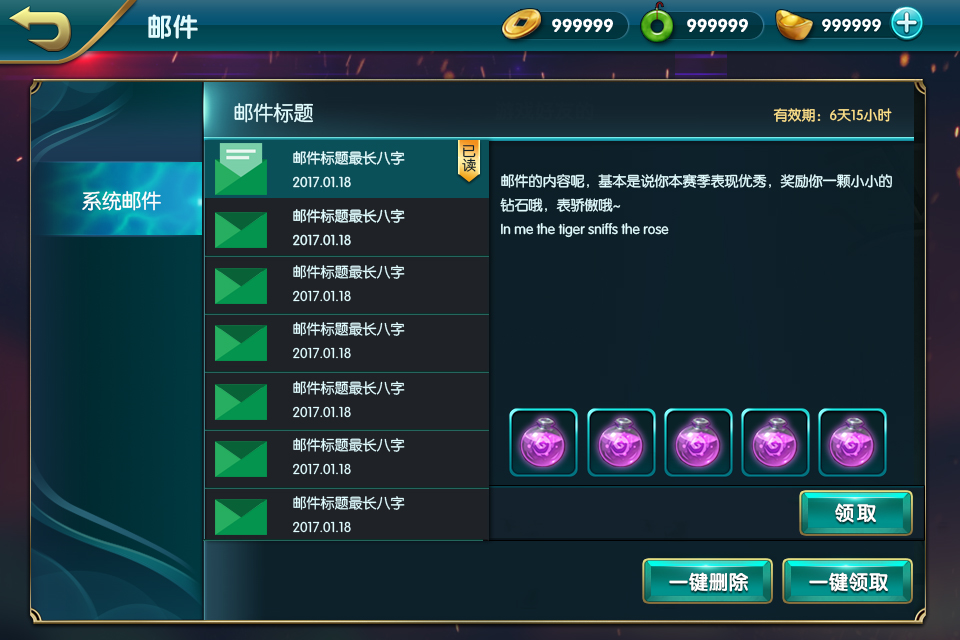 邮件
999999
999999
999999
邮件标题
有效期：6天15小时
系统邮件
邮件标题最长八字
2017.01.18
已读
邮件标题最长八字
2017.01.18
邮件标题最长八字
2017.01.18
邮件标题最长八字
2017.01.18
邮件标题最长八字
2017.01.18
邮件标题最长八字
2017.01.18
邮件标题最长八字
2017.01.18
邮件的内容呢，基本是说你本赛季表现优秀，奖励你一颗小小的
钻石哦，表骄傲哦~
In me the tiger sniffs the rose
领取
一键删除
一键领取